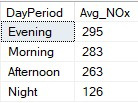 DayPeriod Avg_NOx
Evening 295
Morning 283
Afternoon 263
Night 126